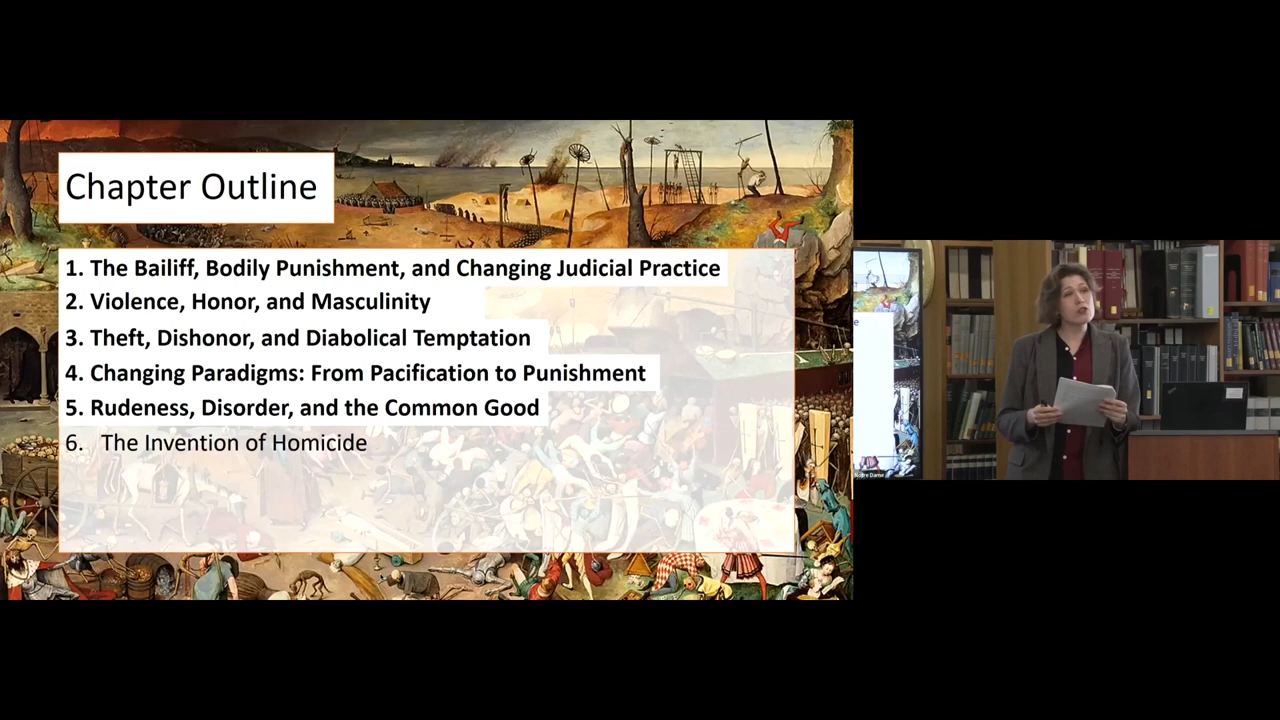 Chapter Outline
1. The Bailiff, Bodily Punishment, and Changing Judicial Practice
2. Violence, Honor, and Masculinity
3. Theft, Dishonor, and Diabolical Temptation
4. Changing Paradigms: From Pacification to Punishment
5. Rudeness, Disorder, and the Common Good
6. The Invention of Homicide
e
Notre Dame